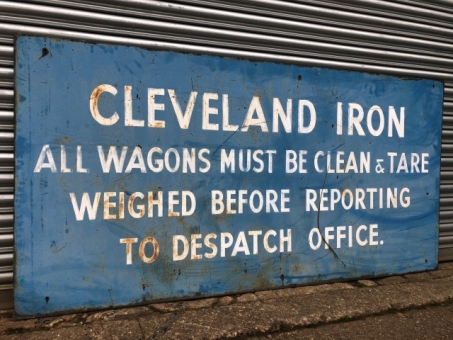 CLEVELAND IRON
ALL WAGONS MUST BE CLEAN & TARE
WEIGHED BEFORE REPORTING
TO DESPATCH OFFICE.